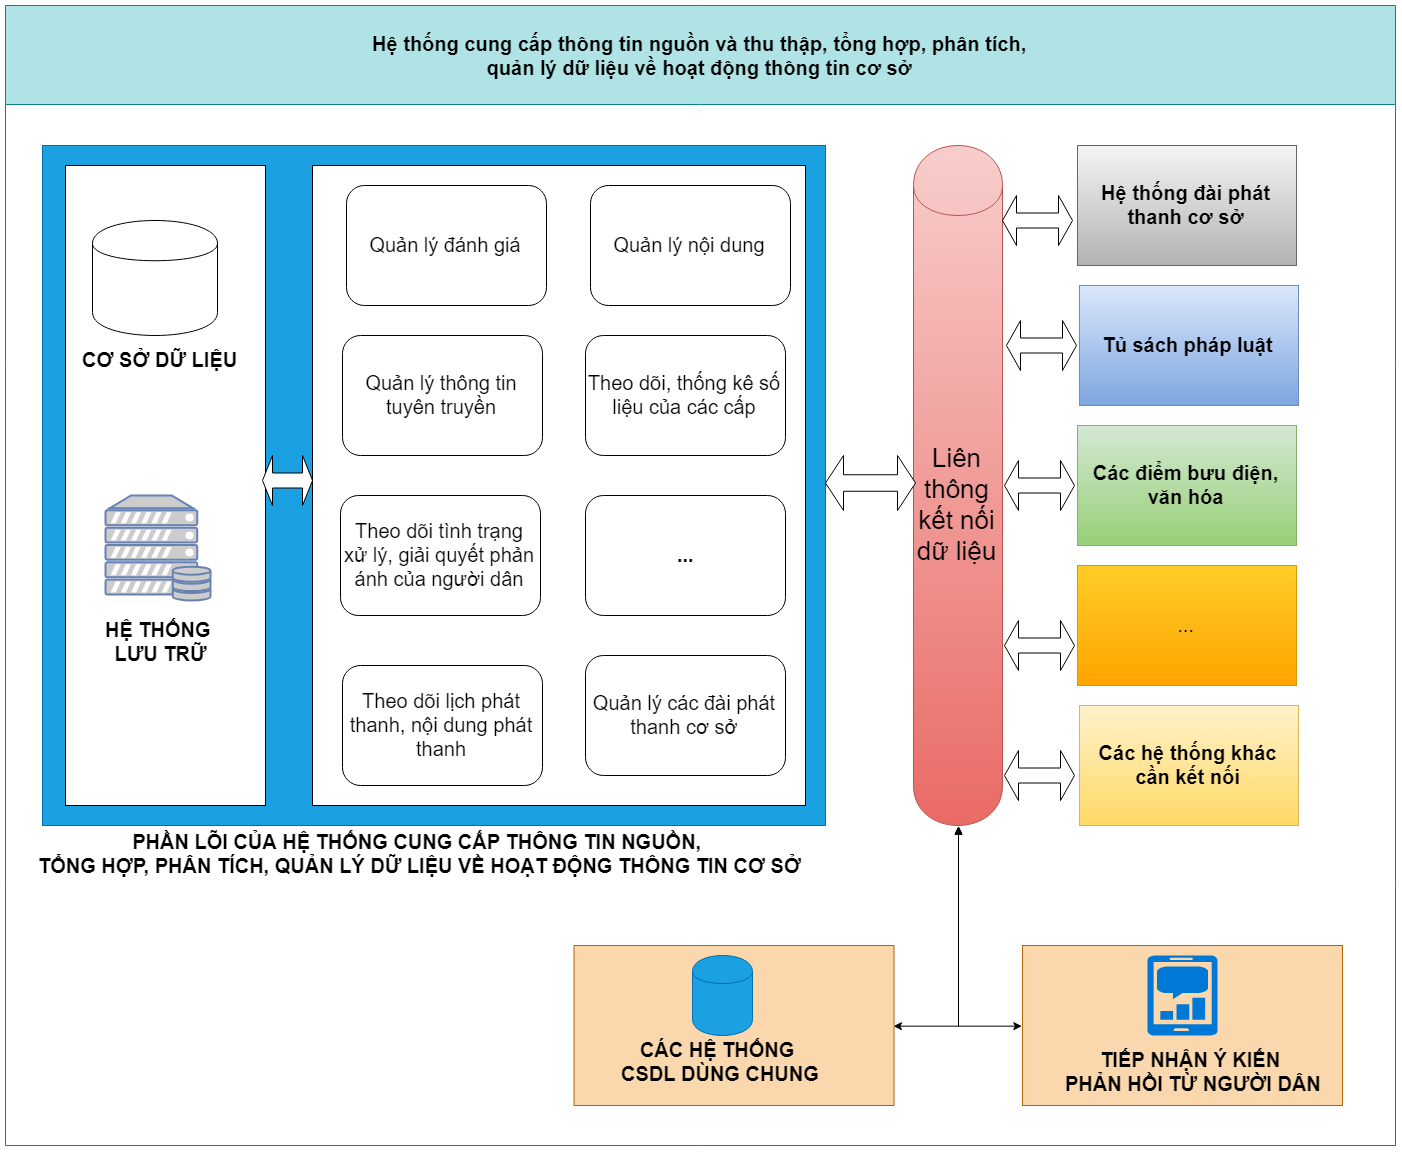 Hệ thống cung cấp thông tin nguồn và thu thập, tổng hợp, phân tích,
quản lý dữ liệu về hoạt động thông tin cơ sở
CƠ SỞ DỮ LIỆU
HỆ THỐNG
LƯU TRỮ
Quản lý đánh giá
Quản lý nội dung
Quản lý thông tin
tuyên truyền
Theo dõi, thống kê số
liệu của các cấp
Theo dõi tình trạng
xử lý, giải quyết phản
ánh của người dân
...
Theo dõi lịch phát
thanh, nội dung phát
thanh
Quản lý các đài phát
thanh cơ sở
PHẦN LÕI CỦA HỆ THỐNG CUNG CẤP THÔNG TIN NGUỒN,
TỔNG HỢP, PHÂN TÍCH, QUẢN LÝ DỮ LIỆU VỀ HOẠT ĐỘNG THÔNG TIN CƠ SỞ
Liên
thông
kết nối
dữ liệu
Hệ thống đài phát
thanh cơ sở
Tủ sách pháp luật
Các điểm bưu điện,
văn hóa
...
Các hệ thống khác
cần kết nối
CÁC HỆ THỐNG
CSDL DÙNG CHUNG
TIẾP NHẬN Ý KIẾN
PHẢN HỒI TỪ NGƯỜI DÂN